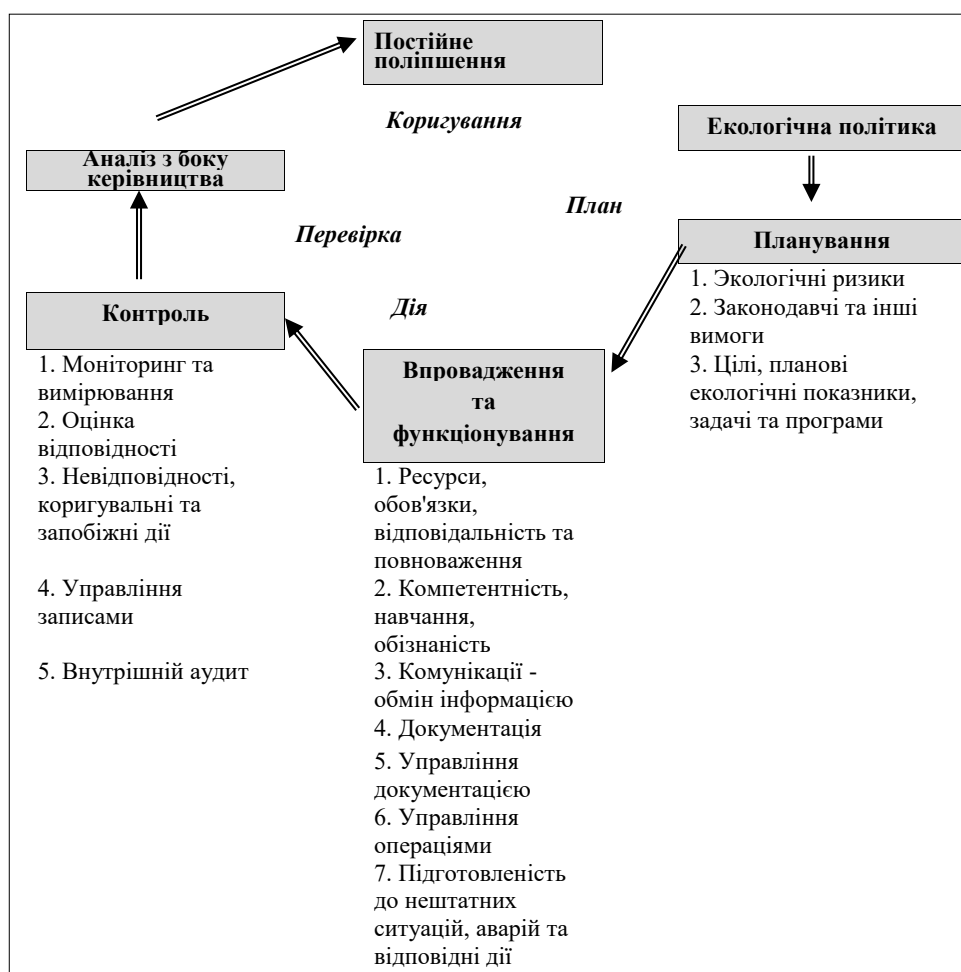 Постійне
поліпшення
Коригування
Екологічна політика
Аналіз з боку
керівництва
План
Перевірка
Планування
1. Экологічні ризики
2. Законодавчі та інші
вимоги
3. Цілі, планові
екологічні показники,
задачі та програми
Дія
Контроль
1. Моніторинг та
вимірювання
2. Оцінка
відповідності
3. Невідповідності,
коригувальні та
запобіжні дії
4. Управління
записами
5. Внутрішній аудит
Впровадження
та
функціонування
1. Ресурси,
обов'язки,
відповідальність та
повноваження
2. Компетентність,
навчання,
обізнаність
3. Комунікації -
обмін інформацією
4. Документація
5. Управління
документацією
6. Управління
операціями
7. Підготовленість
до нештатних
ситуацій, аварій та
відповідні дії